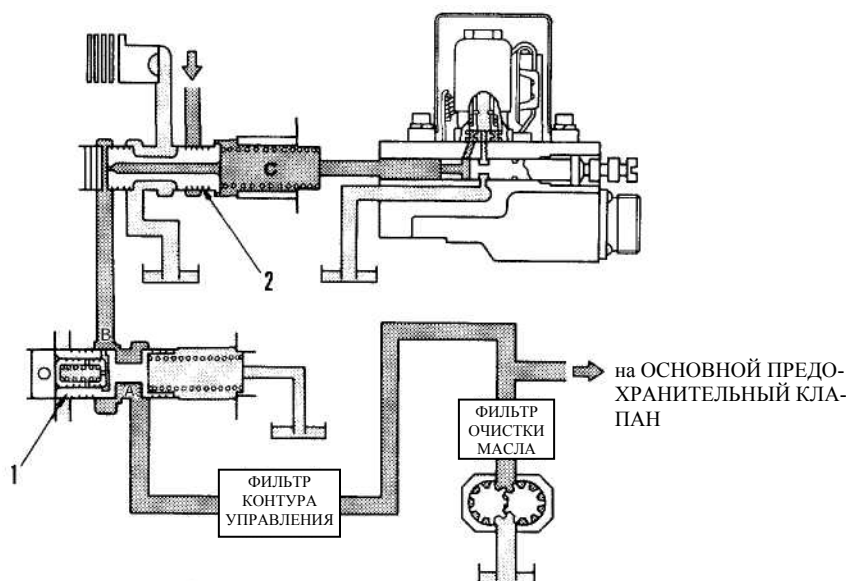 C
2
B
на ОСНОВНОЙ ПРЕДО-
ХРАНИТЕЛЬНЫЙ КЛА-
ПАН
A
ФИЛЬТР
ОЧИСТКИ
МАСЛА
1
ФИЛЬТР
КОНТУРА
УПРАВЛЕНИЯ